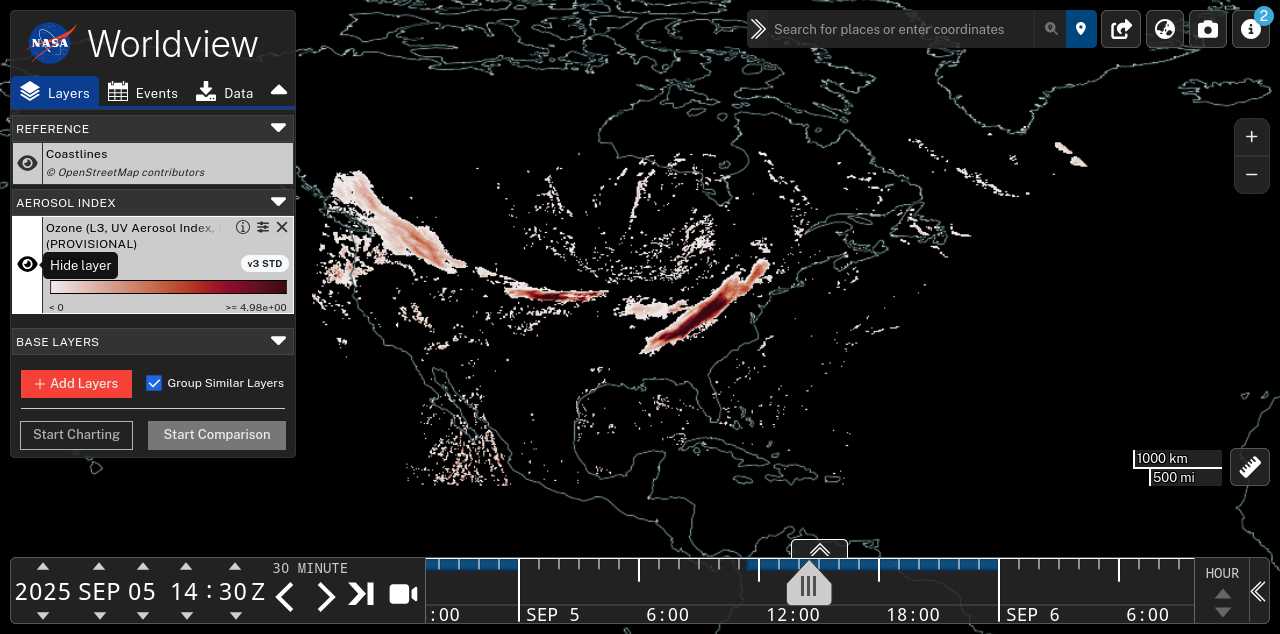 NASA
Worldview
Search for places or enter coordinates
2
Layers
Events
Data
REFERENCE
Coastlines
© OpenStreetMap contributors
AEROSOL INDEX
Ozone (L3, UV Aerosol Index,
(PROVISIONAL)
Hide layer
v3 STD
< 0
>= 4.98e+00
BASE LAYERS
+ Add Layers
Group Similar Layers
Start Charting
Start Comparison
+
−
1000 km
500 mi
2025 SEP 05 14 : 30 Z
30 MINUTE
:00
SEP 5
6:00
12:00
18:00
SEP 6
6:00
HOUR